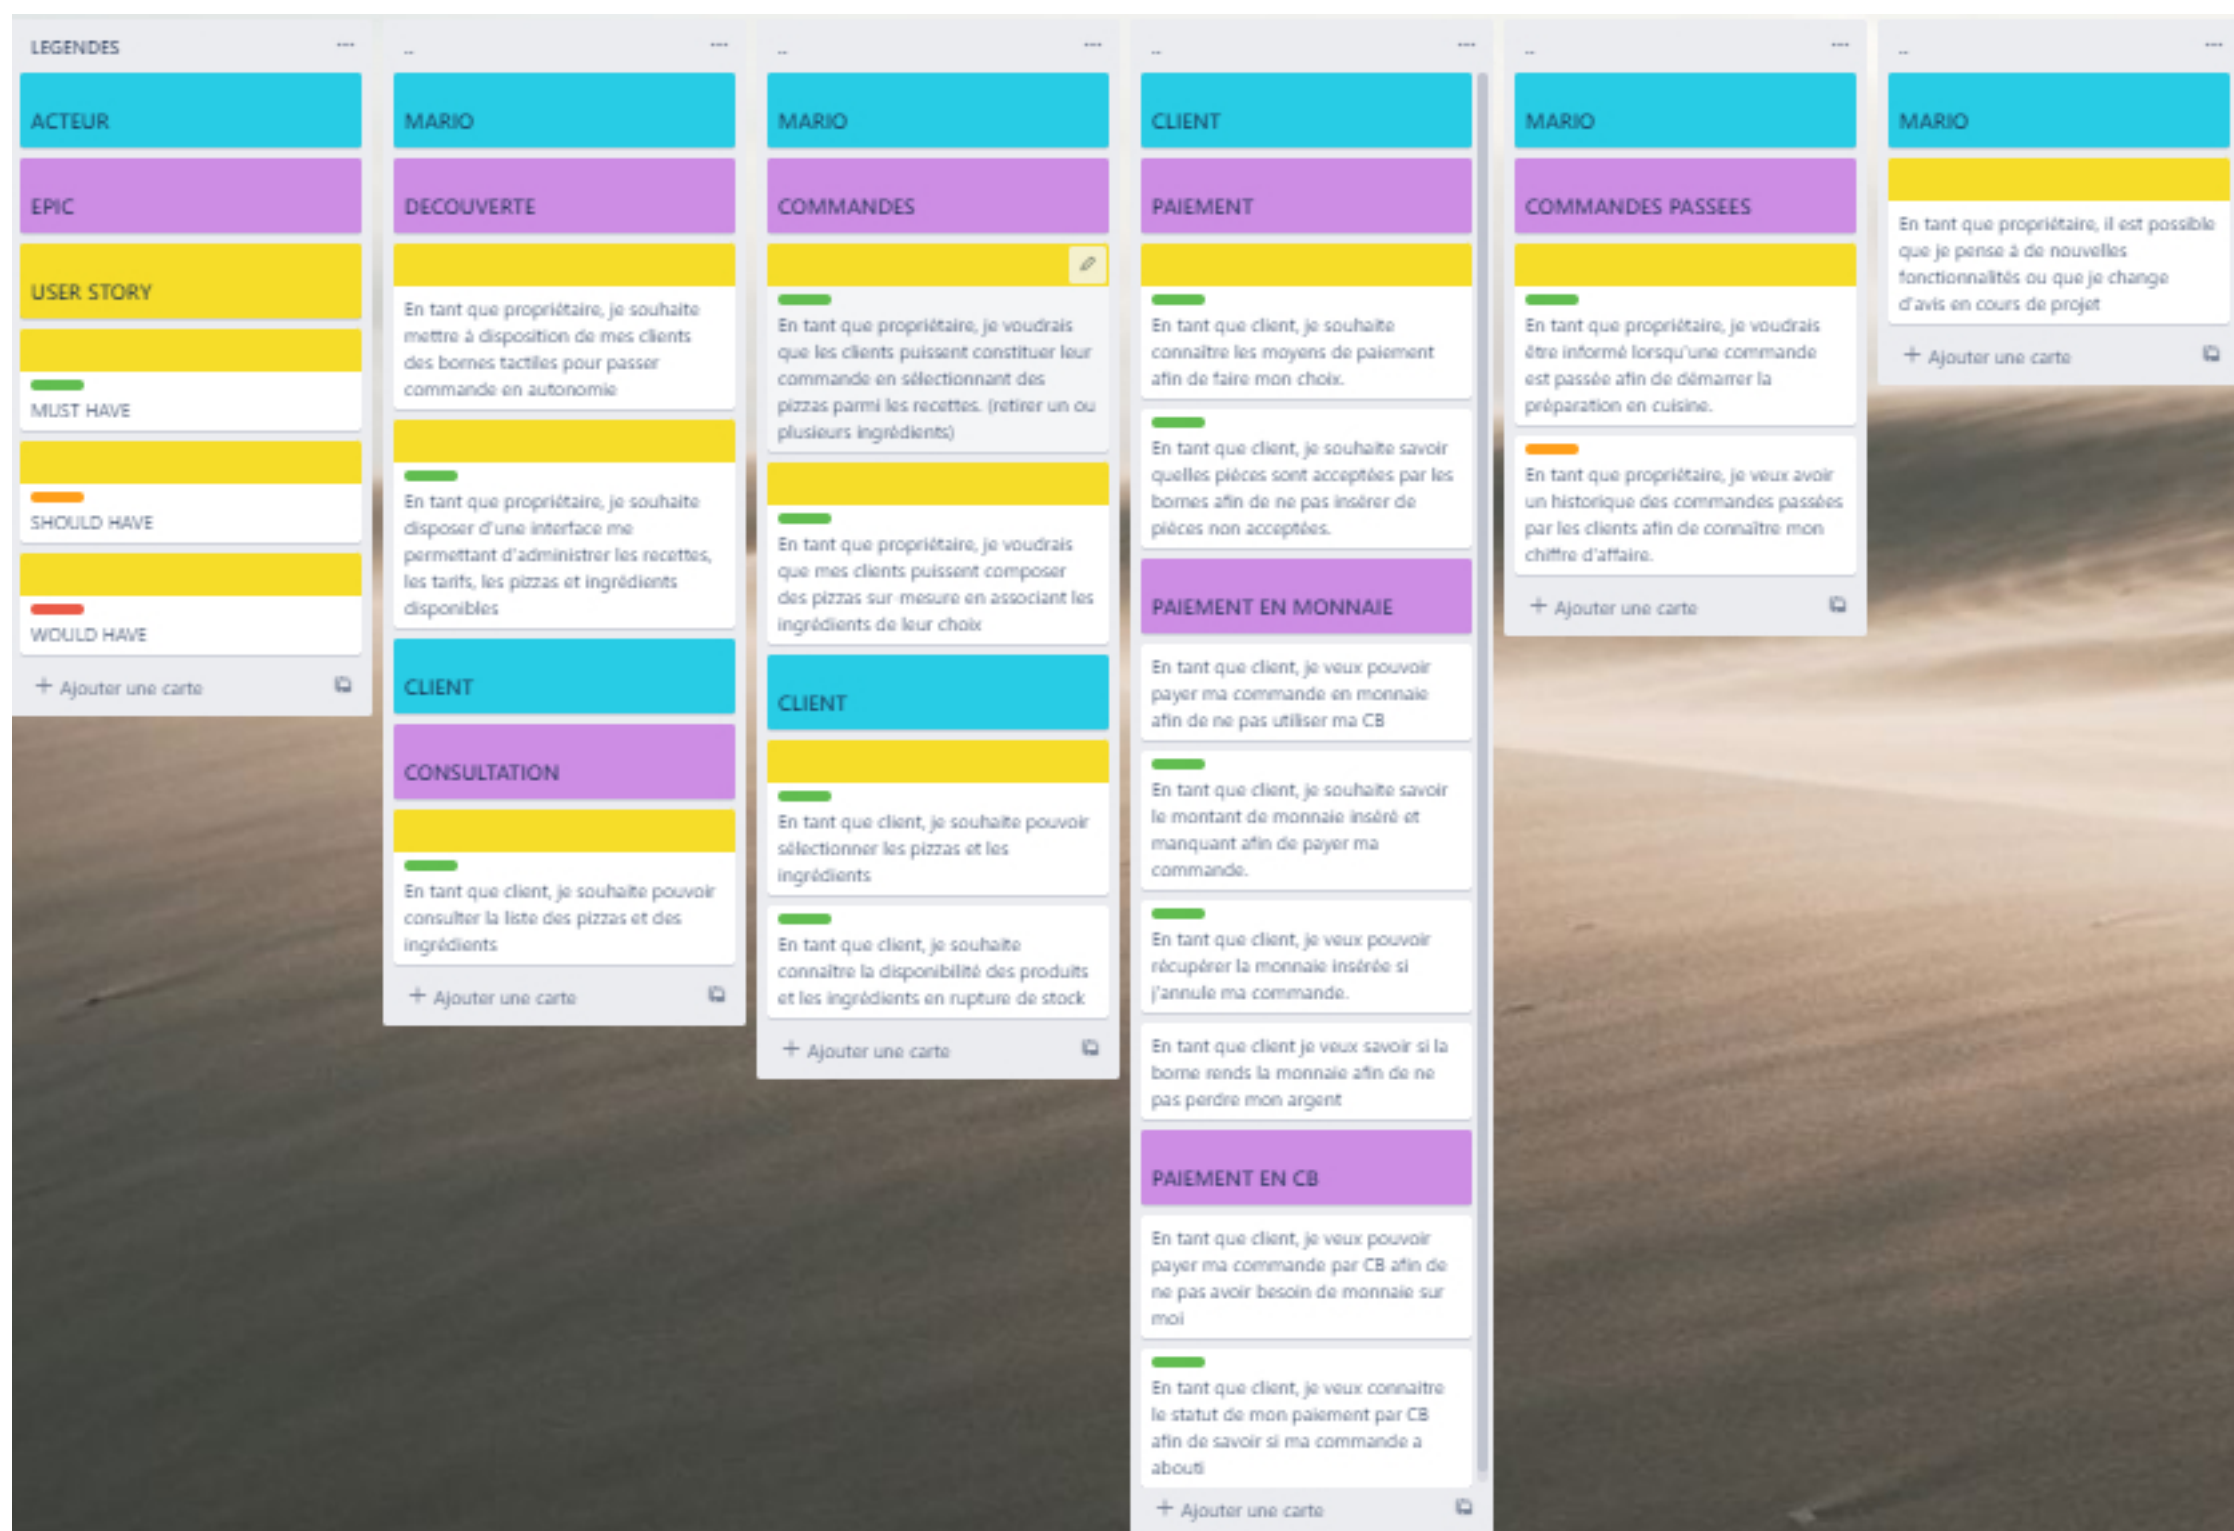 LEGENDES
ACTEUR
EPIC
USER STORY
MUST HAVE
SHOULD HAVE
WOULD HAVE
+ Ajouter une carte
..
MARIO
DECOUVERTE
En tant que propriétaire, je souhaite
mettre à disposition de mes clients
des bornes tactiles pour passer
commande en autonomie
En tant que propriétaire, je souhaite
disposer d'une interface me
permettant d'administrer les recettes,
les tarifs, les pizzas et ingrédients
disponibles
CLIENT
CONSULTATION
En tant que client, je souhaite pouvoir
consulter la liste des pizzas et des
ingrédients
+ Ajouter une carte
..
MARIO
COMMANDES
En tant que propriétaire, je voudrais
que les clients puissent constituer leur
commande en sélectionnant des
pizzas parmi les recettes. (retirer un ou
plusieurs ingrédients)
En tant que propriétaire, je voudrais
que mes clients puissent composer
des pizzas sur-mesure en associant les
ingrédients de leur choix
CLIENT
En tant que client, je souhaite pouvoir
sélectionner les pizzas et les
ingrédients
En tant que client, je souhaite
connaître la disponibilité des produits
et les ingrédients en rupture de stock
+ Ajouter une carte
..
CLIENT
PAIEMENT
En tant que client, je souhaite
connaître les moyens de paiement
afin de faire mon choix.
En tant que client, je souhaite savoir
quelles pièces sont acceptées par les
bornes afin de ne pas insérer de
pièces non acceptées.
PAIEMENT EN MONNAIE
En tant que client, je veux pouvoir
payer ma commande en monnaie
afin de ne pas utiliser ma CB
En tant que client, je souhaite savoir
le montant de monnaie inséré et
manquant afin de payer ma
commande.
En tant que client, je veux pouvoir
récupérer la monnaie insérée si
j'annule ma commande.
En tant que client je veux savoir si la
borne rends la monnaie afin de ne
pas perdre mon argent
PAIEMENT EN CB
En tant que client, je veux pouvoir
payer ma commande par CB afin de
ne pas avoir besoin de monnaie sur
moi
En tant que client, je veux connaître
le statut de mon paiement par CB
afin de savoir si ma commande a
abouti
+ Ajouter une carte
..
MARIO
COMMANDES PASSEES
En tant que propriétaire, je voudrais
être informé lorsqu'une commande
est passée afin de démarrer la
préparation en cuisine.
En tant que propriétaire, je veux avoir
un historique des commandes passées
par les clients afin de connaître mon
chiffre d'affaire.
+ Ajouter une carte
..
MARIO
En tant que propriétaire, il est possible
que je pense à de nouvelles
fonctionnalités ou que je change
d'avis en cours de projet
+ Ajouter une carte